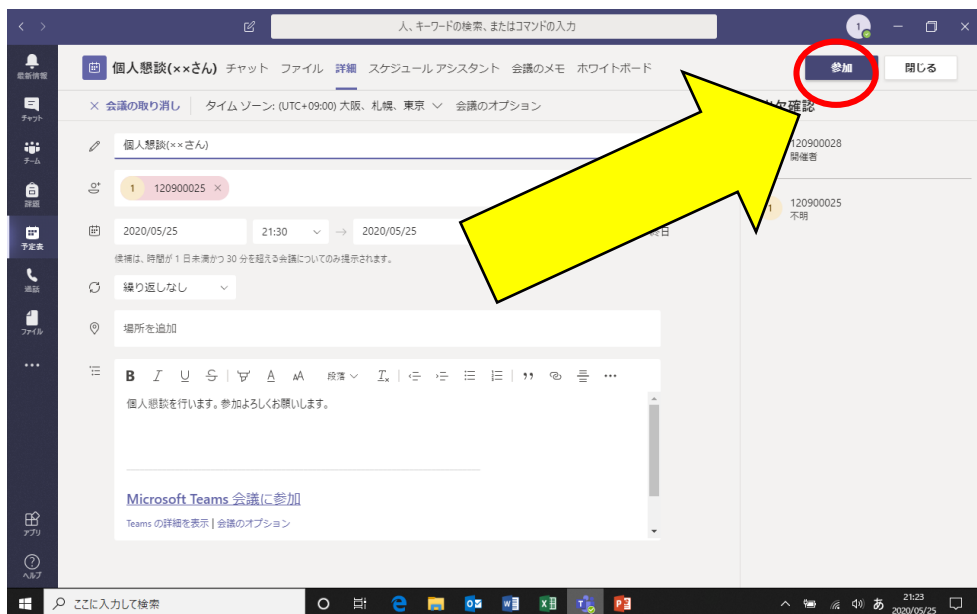 人、キーワードの検索、またはコマンドの入力
1
最新情報
チャット
チーム
課題
予定表
通話
ファイル
アプリ
ヘルプ
個人懇談(××さん) チャット ファイル 詳細 スケジュール アシスタント 会議のメモ ホワイトボード
参加 閉じる
× 会議の取り消し タイム ゾーン: (UTC+09:00) 大阪、札幌、東京 会議のオプション
欠確認
個人懇談(××さん)
120900028
開催者
1 120900025 ×
1 120900025
不明
2020/05/25 21:30 → 2020/05/25 日
候補は、時間が 1 日未満かつ 30 分を超える会議についてのみ提示されます。
繰り返しなし
場所を追加
B I U S A AA 段落 Tx
個人懇談を行います。参加よろしくお願いします。
Microsoft Teams 会議に参加
Teams の詳細を表示 | 会議のオプション
ここに入力して検索
あ
21:23
2020/05/25